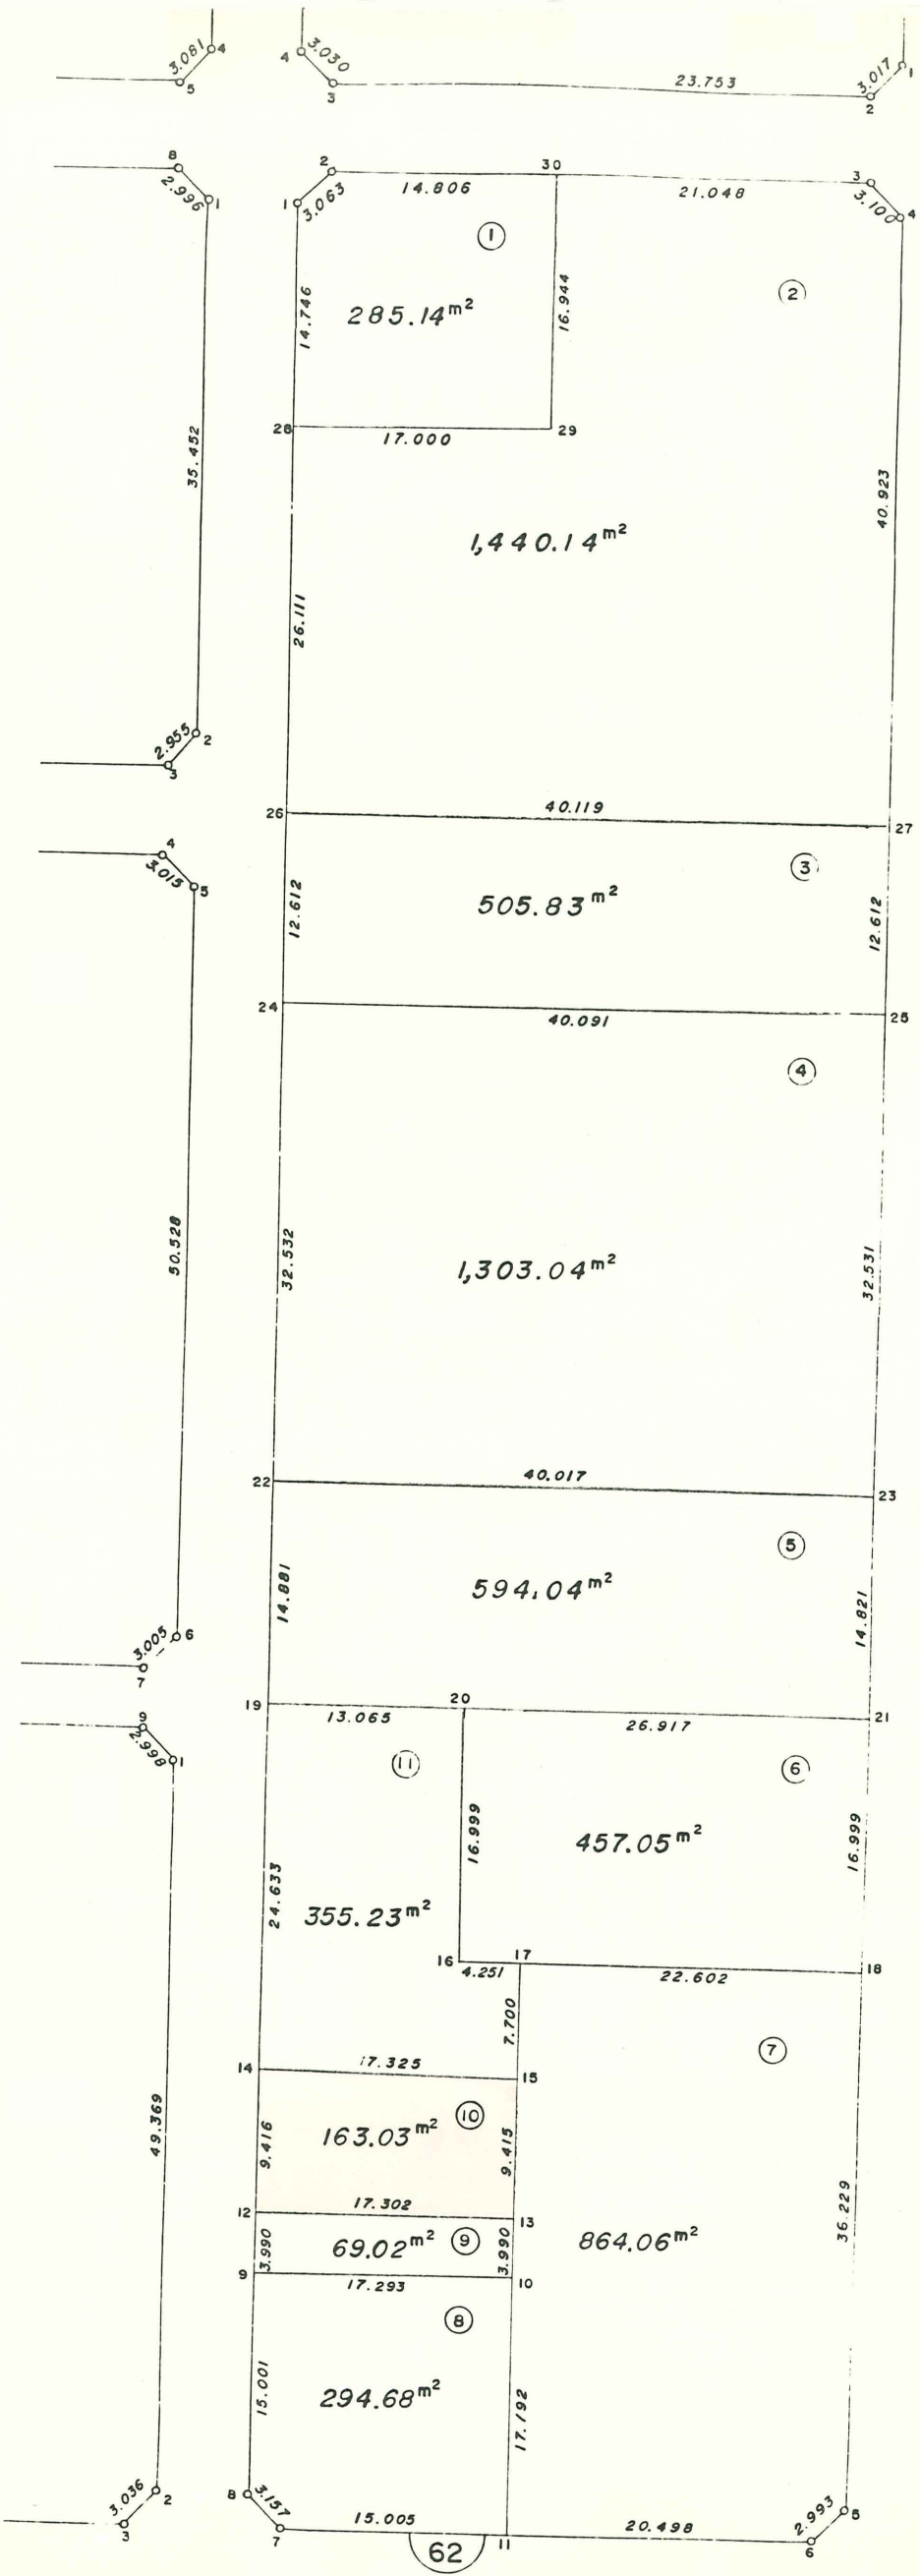 3.081 4 4 3.030 3.017 1
5 3 23.753 2
8 2 30 3
2.996 1 1 3.063 14.806 21.048 3.100 4
①
14.746 285.14m² 16.944 ②
28 17.000 29
35.452 40.923
1,440.14m²
26.111
2.955 2
3
26 40.119 27
4 ③
3.015 5
12.612 505.83m² 12.612
24 40.091 25
④
50.528 32.532 1,303.04m² 32.531
22 40.017 23
⑤
14.881 594.04m² 14.821
3.005 6
7
19 13.065 20 26.917 21
9
2.998 1 ⑪ ⑥
16.999 457.05m² 16.999
24.633 355.23m²
16 4.251 17 22.602 18
7.700 ⑦
14 17.325 15
⑩
49.369 9.416 163.03m² 9.415
12 17.302 13
3.990 69.02m² ⑨ 3.990 864.06m² 36.229
9 17.293 10
⑧
15.001 294.68m² 17.192
3.036 2 8 3.157 2.993 5
3 7 15.005 11 20.498 6
62